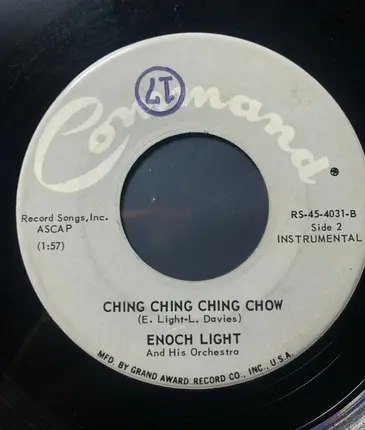 Command
17
Record Songs, Inc.
ASCAP
(1:57)
RS-45-4031-B
Side 2
INSTRUMENTAL
CHING CHING CHING CHOW
(E. Light-L. Davies)
ENOCH LIGHT
And His Orchestra
MFD. BY GRAND AWARD RECORD CO., INC., U.S.A.